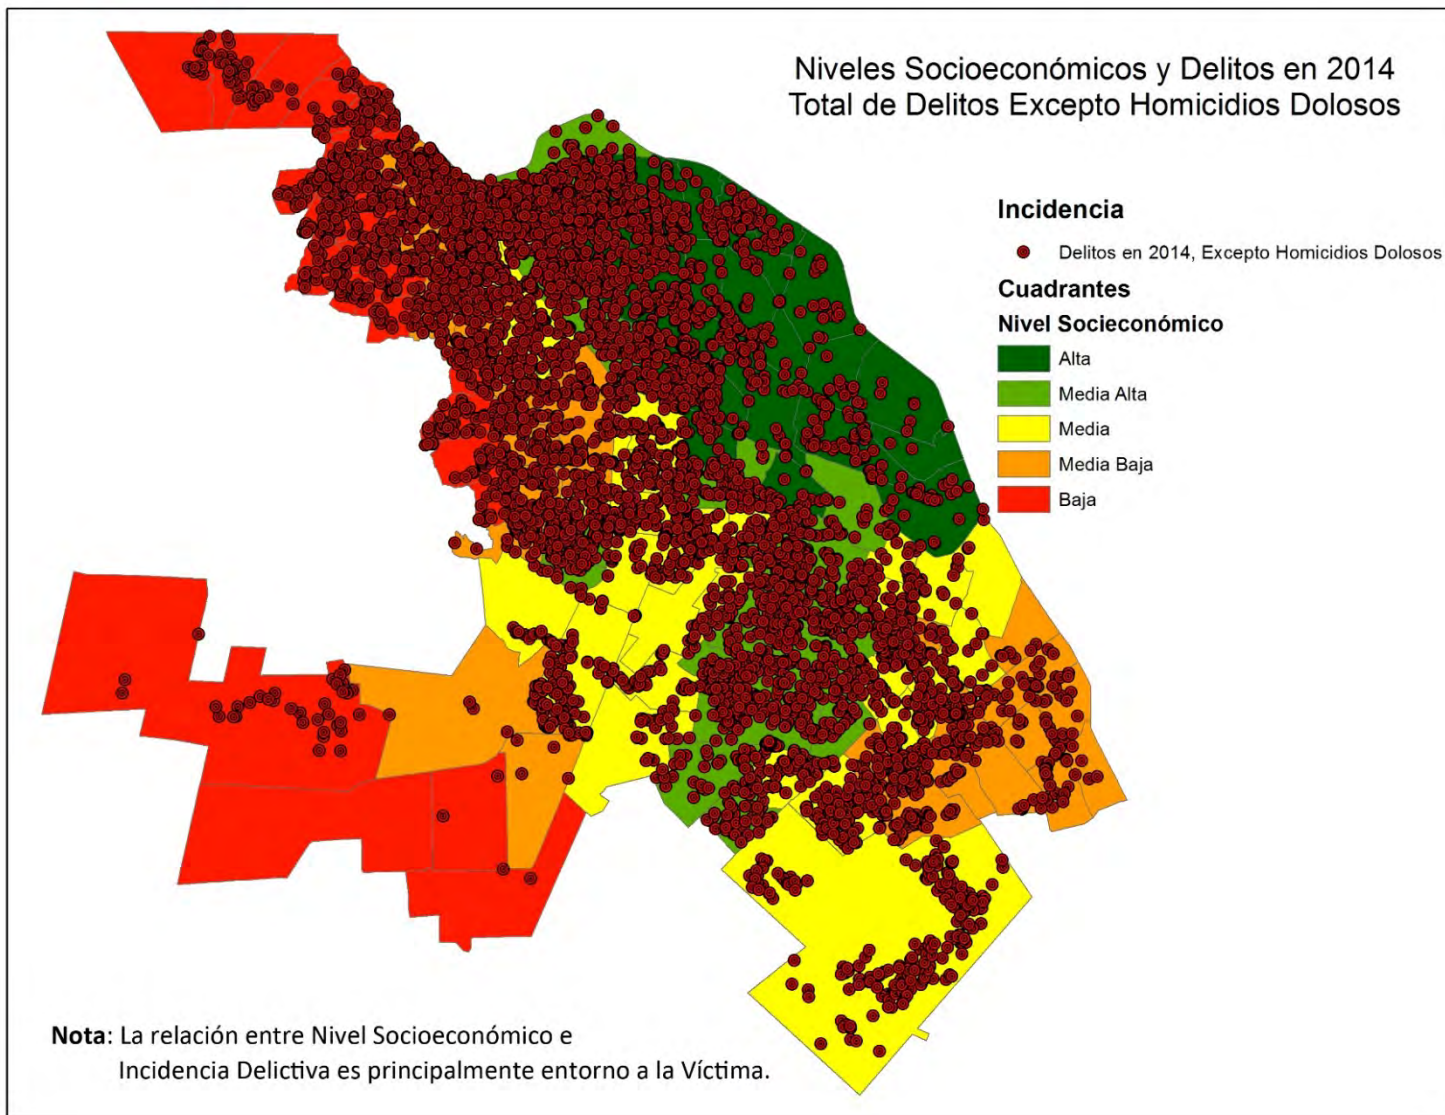 Niveles Socioeconómicos y Delitos en 2014
Total de Delitos Excepto Homicidios Dolosos
Incidencia
Delitos en 2014, Excepto Homicidios Dolosos
Cuadrantes
Nivel Socieconómico
Alta
Media Alta
Media
Media Baja
Baja
Nota: La relación entre Nivel Socioeconómico e
Incidencia Delictiva es principalmente entorno a la Víctima.